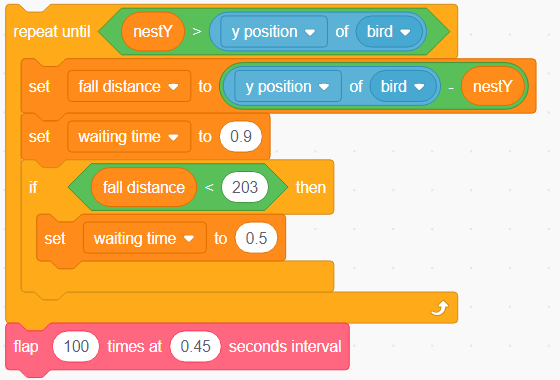 repeat until nestY > y position of bird
set fall distance to y position of bird - nestY
set waiting time to 0.9
if fall distance < 203 then
set waiting time to 0.5
flap 100 times at 0.45 seconds interval